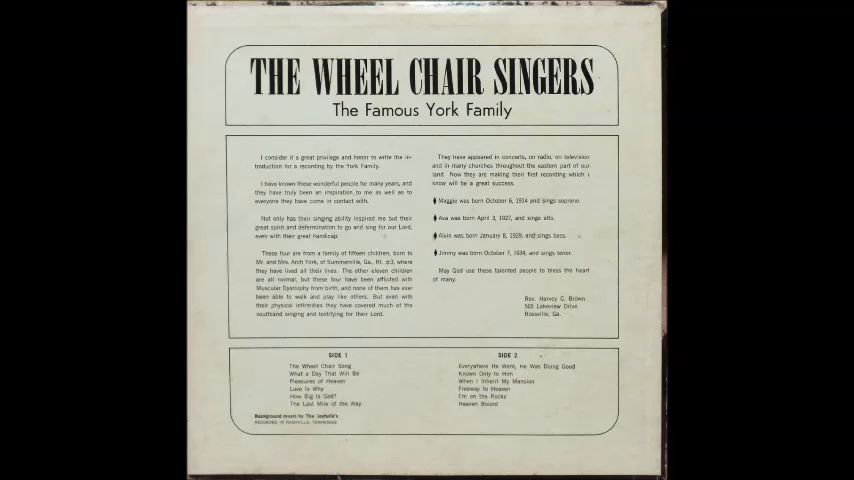 THE WHEEL CHAIR SINGERS
The Famous York Family
I consider it a great privilege and honor to write the in-
troduction for a recording by the York Family.
I have known these wonderful people for many years, and
they have truly been an inspiration to me as well as to
everyone they have come in contact with.
Not only has their singing ability inspired me but their
great spirit and determination to go and sing for our Lord,
even with their great handicap.
These four are from a family of fifteen children, born to
Mr. and Mrs. Arch York, of Summerville, Ga., Rt. #3, where
they have lived all their lives. The other eleven children
are all normal, but these four have been afflicted with
Muscular Dystrophy from birth, and none of them has ever
been able to walk and play like others. But even with
their physical infirmities they have covered much of the
southland singing and testifying for their Lord.
They have appeared in concerts, on radio, on television
and in many churches throughout the eastern part of our
land. Now they are making their first recording which I
know will be a great success.
Maggie was born October 6, 1914 and sings soprano.
Ava was born April 3, 1927, and sings alto.
Alvin was born January 8, 1929, and sings bass.
Jimmy was born October 7, 1934, and sings tenor.
May God use these talented people to bless the heart
of many.
Rev. Harvey C. Brown
505 Lakeview Drive
Rossville, Ga.
SIDE 1
The Wheel Chair Song
What a Day That Will Be
Pleasures of Heaven
Love Is Why
How Big Is God?
The Last Mile of the Way
Background music by The Joyfuls's
RECORDED IN NASHVILLE, TENNESSEE
SIDE 2
Everywhere He Went, He Was Doing Good
Known Only to Him
When I Inherit My Mansion
Freeway to Heaven
I'm on the Rocks
Heaven Bound